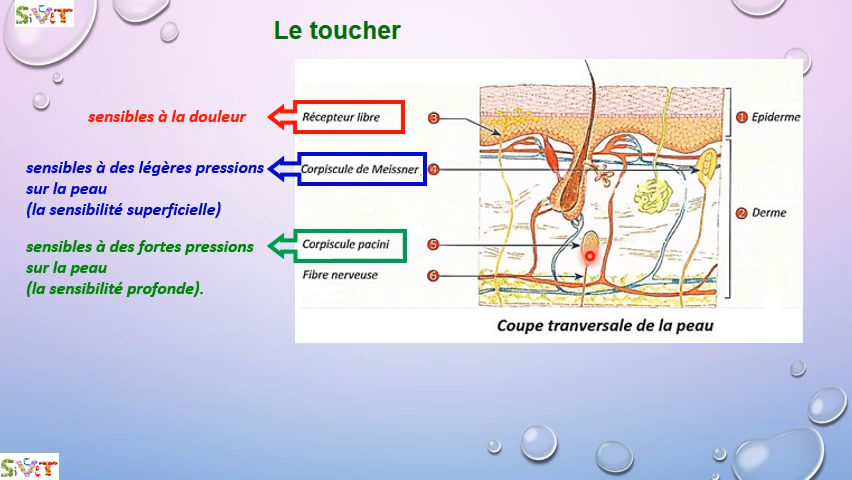 SiVeT
Le toucher
sensibles à la douleur
Récepteur libre
3
1 Epiderme
sensibles à des légères pressions
sur la peau
(la sensibilité superficielle)
Corpiscule de Meissner
4
2 Derme
sensibles à des fortes pressions
sur la peau
(la sensibilité profonde).
Corpiscule pacini
5
Fibre nerveuse
6
Coupe tranversale de la peau
SiVeT